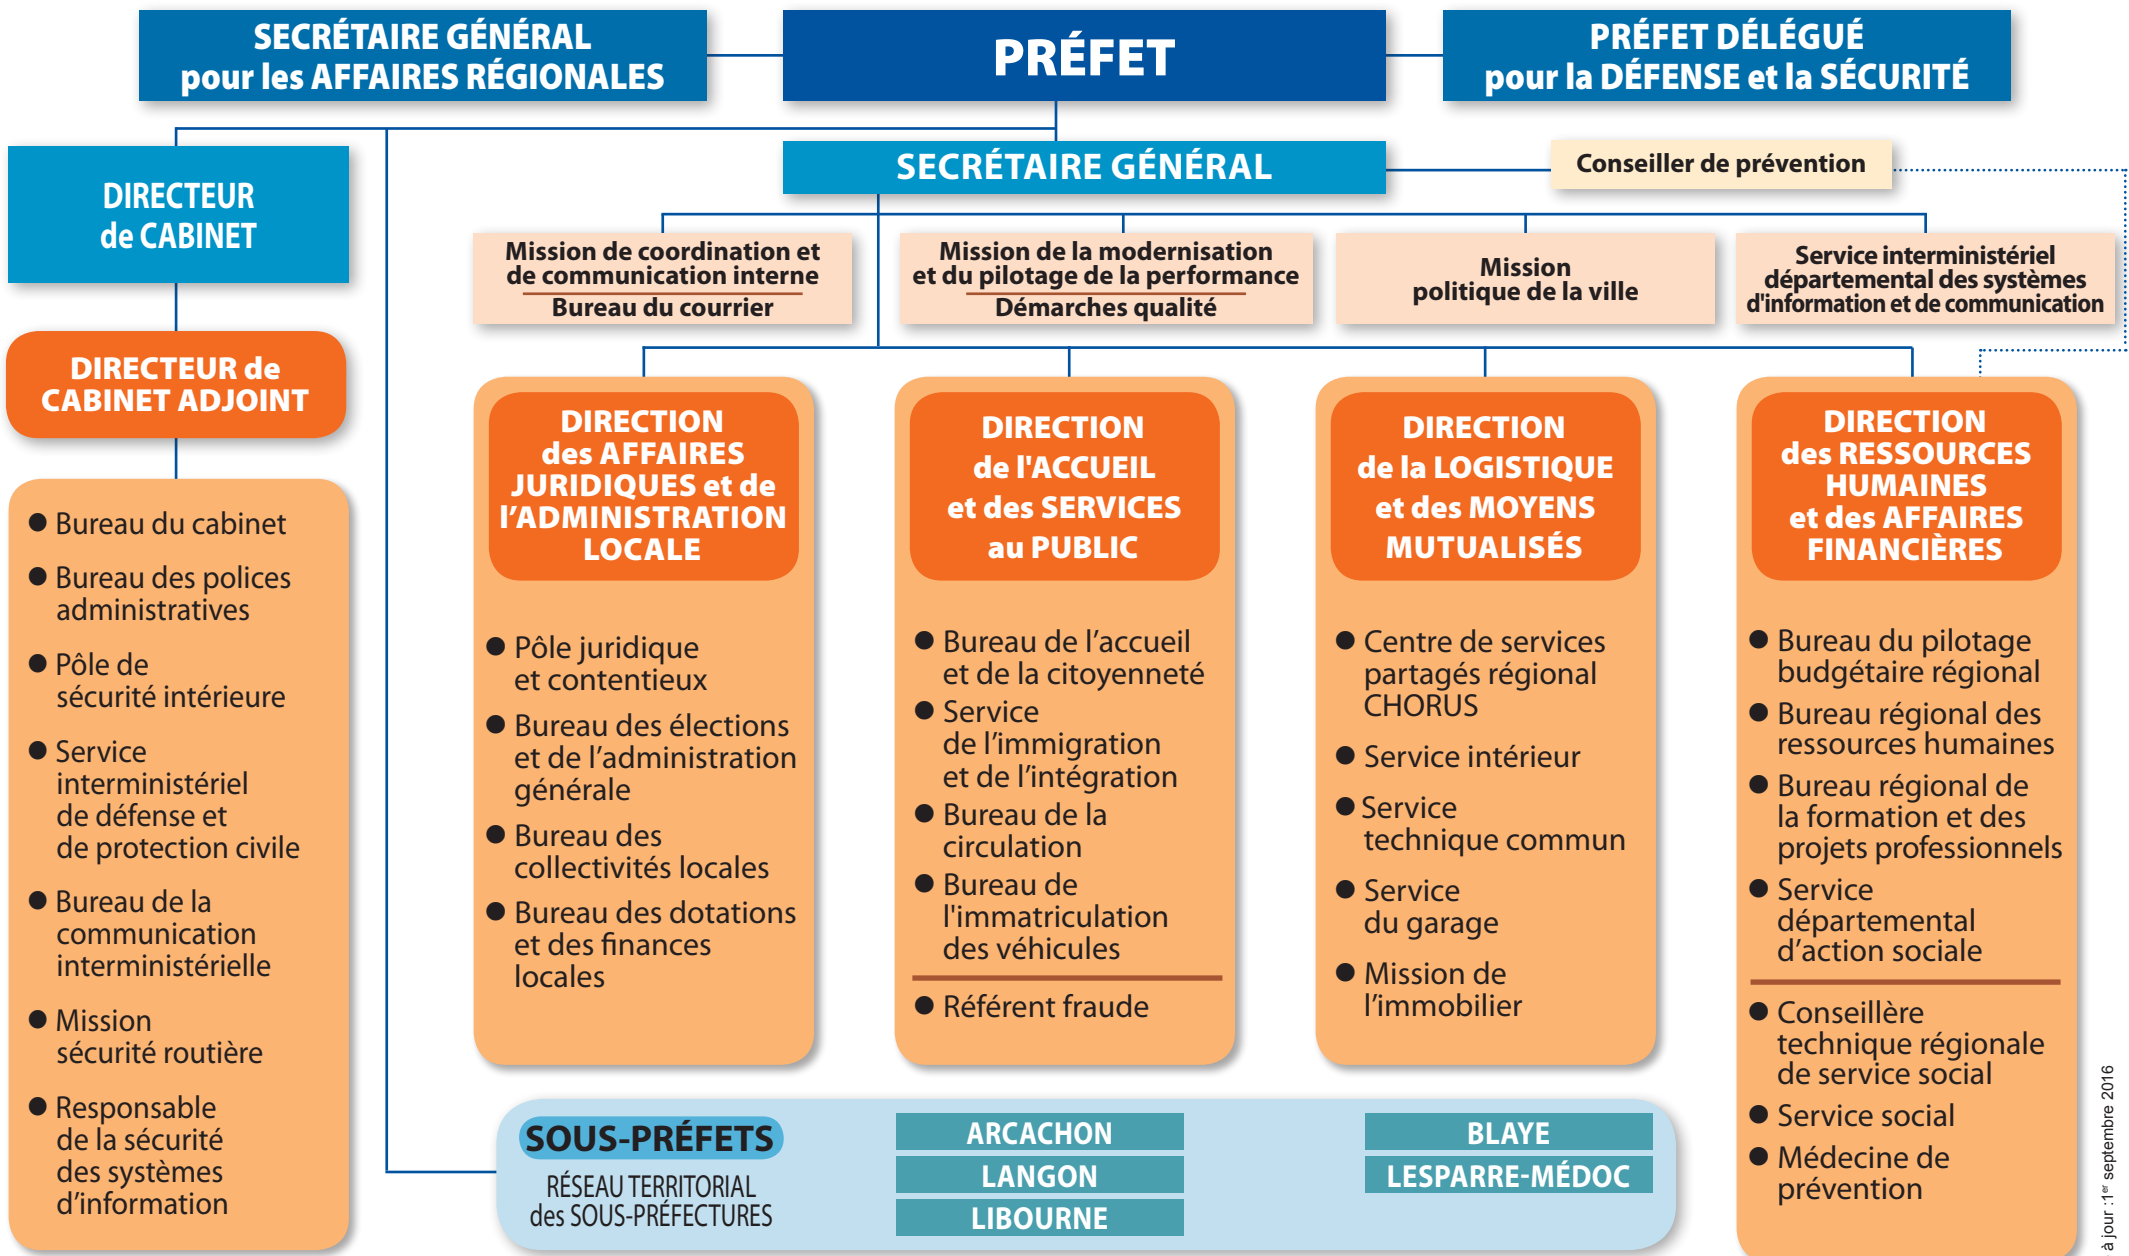 SECRÉTAIRE GÉNÉRAL
pour les AFFAIRES RÉGIONALES
PRÉFET
PRÉFET DÉLÉGUÉ
pour la DÉFENSE et la SÉCURITÉ
DIRECTEUR
de CABINET
SECRÉTAIRE GÉNÉRAL
Conseiller de prévention
Mission de coordination et
de communication interne
Bureau du courrier
Mission de la modernisation
et du pilotage de la performance
Démarches qualité
Mission
politique de la ville
Service interministériel
départemental des systèmes
d'information et de communication
DIRECTEUR de
CABINET ADJOINT
● Bureau du cabinet
● Bureau des polices
administratives
● Pôle de
sécurité intérieure
● Service
interministériel
de défense et
de protection civile
● Bureau de la
communication
interministérielle
● Mission
sécurité routière
● Responsable
de la sécurité
des systèmes
d’information
DIRECTION
des AFFAIRES
JURIDIQUES et de
l’ADMINISTRATION
LOCALE
● Pôle juridique
et contentieux
● Bureau des élections
et de l’administration
générale
● Bureau des
collectivités locales
● Bureau des dotations
et des finances
locales
DIRECTION
de l'ACCUEIL
et des SERVICES
au PUBLIC
● Bureau de l’accueil
et de la citoyenneté
● Service
de l’immigration
et de l’intégration
● Bureau de la
circulation
● Bureau de
l'immatriculation
des véhicules
● Référent fraude
DIRECTION
de la LOGISTIQUE
et des MOYENS
MUTUALISÉS
● Centre de services
partagés régional
CHORUS
● Service intérieur
● Service
technique commun
● Service
du garage
● Mission de
l’immobilier
DIRECTION
des RESSOURCES
HUMAINES
et des AFFAIRES
FINANCIÈRES
● Bureau du pilotage
budgétaire régional
● Bureau régional des
ressources humaines
● Bureau régional de
la formation et des
projets professionnels
● Service
départemental
d’action sociale
● Conseillère
technique régionale
de service social
● Service social
● Médecine de
prévention
SOUS-PRÉFETS
RÉSEAU TERRITORIAL
des SOUS-PRÉFECTURES
ARCACHON
LANGON
LIBOURNE
BLAYE
LESPARRE-MÉDOC
à jour :1er septembre 2016